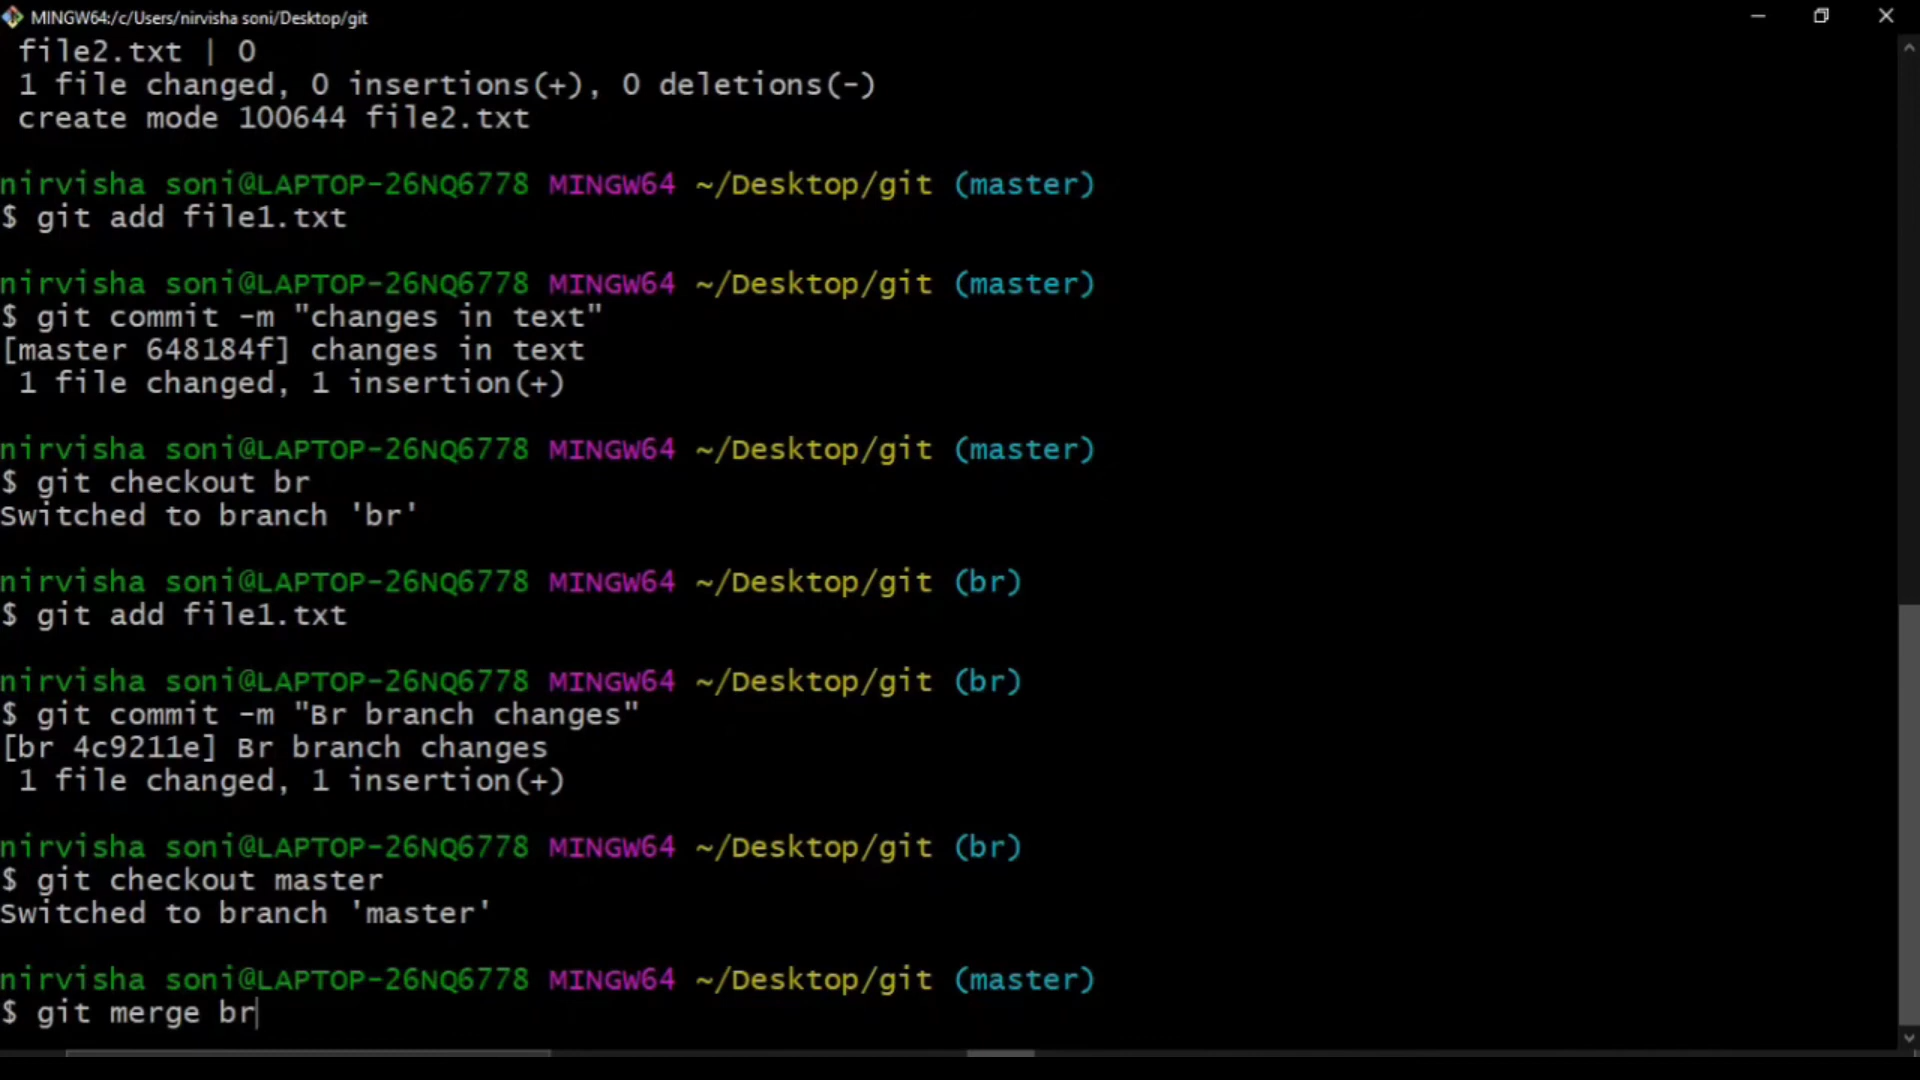 MINGW64:/c/Users/nirvisha soni/Desktop/git
file2.txt | 0
1 file changed, 0 insertions(+), 0 deletions(-)
create mode 100644 file2.txt
nirvisha soni@LAPTOP-26NQ6778 MINGW64 ~/Desktop/git (master)
$ git add file1.txt
nirvisha soni@LAPTOP-26NQ6778 MINGW64 ~/Desktop/git (master)
$ git commit -m "changes in text"
[master 648184f] changes in text
1 file changed, 1 insertion(+)
nirvisha soni@LAPTOP-26NQ6778 MINGW64 ~/Desktop/git (master)
$ git checkout br
Switched to branch 'br'
nirvisha soni@LAPTOP-26NQ6778 MINGW64 ~/Desktop/git (br)
$ git add file1.txt
nirvisha soni@LAPTOP-26NQ6778 MINGW64 ~/Desktop/git (br)
$ git commit -m "Br branch changes"
[br 4c9211e] Br branch changes
1 file changed, 1 insertion(+)
nirvisha soni@LAPTOP-26NQ6778 MINGW64 ~/Desktop/git (br)
$ git checkout master
Switched to branch 'master'
nirvisha soni@LAPTOP-26NQ6778 MINGW64 ~/Desktop/git (master)
$ git merge br